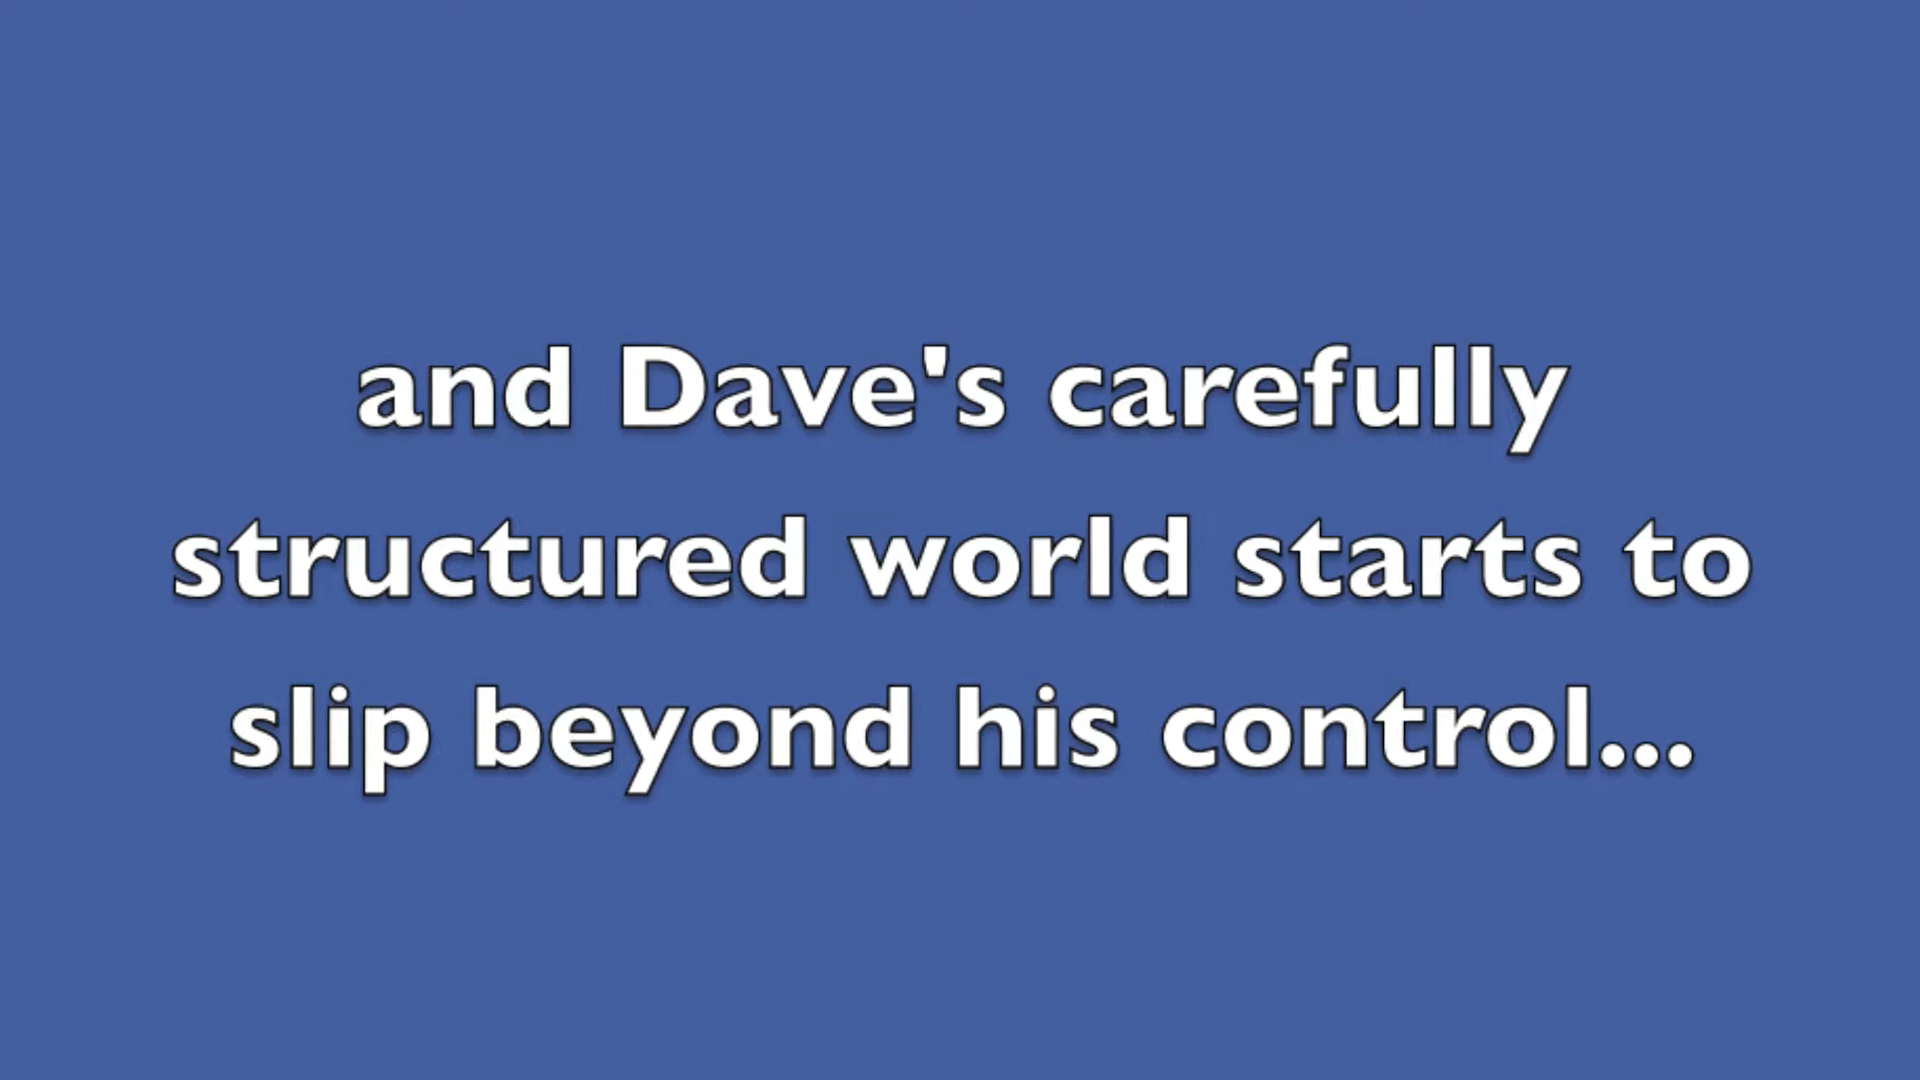 and Dave's carefully
structured world starts to
slip beyond his control...